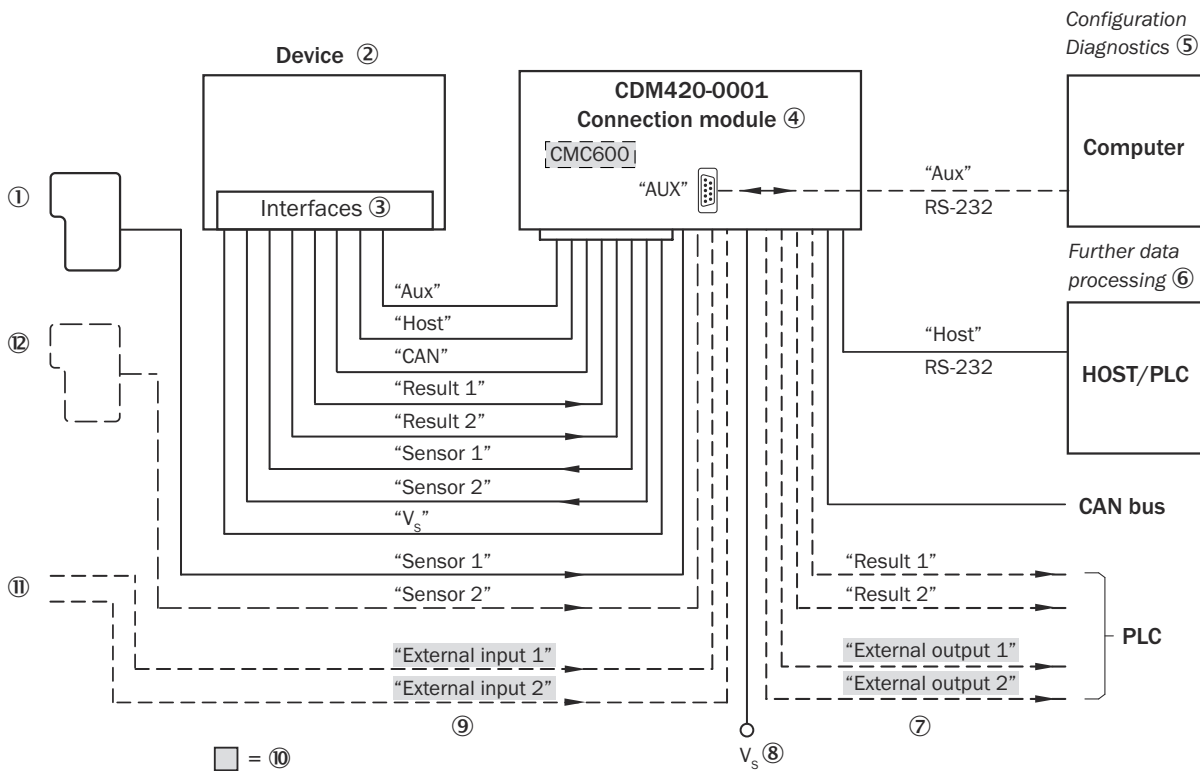 Configuration
Diagnostics ⑤
Device ②
CDM420-0001
Connection module ④
CMC600
Computer
①
Interfaces ③
“AUX”
“Aux”
RS-232
Further data
processing ⑥
“Aux”
“Host”
“Host”
⑫
“CAN”
RS-232
HOST/PLC
“Result 1”
“Result 2”
“Sensor 1”
“Sensor 2”
CAN bus
“Vs”
“Sensor 1”
“Result 1”
⑪
“Sensor 2”
“Result 2”
PLC
“External input 1”
“External output 1”
“External input 2”
“External output 2”
⑨
⑦
= ⑩
Vs ⑧